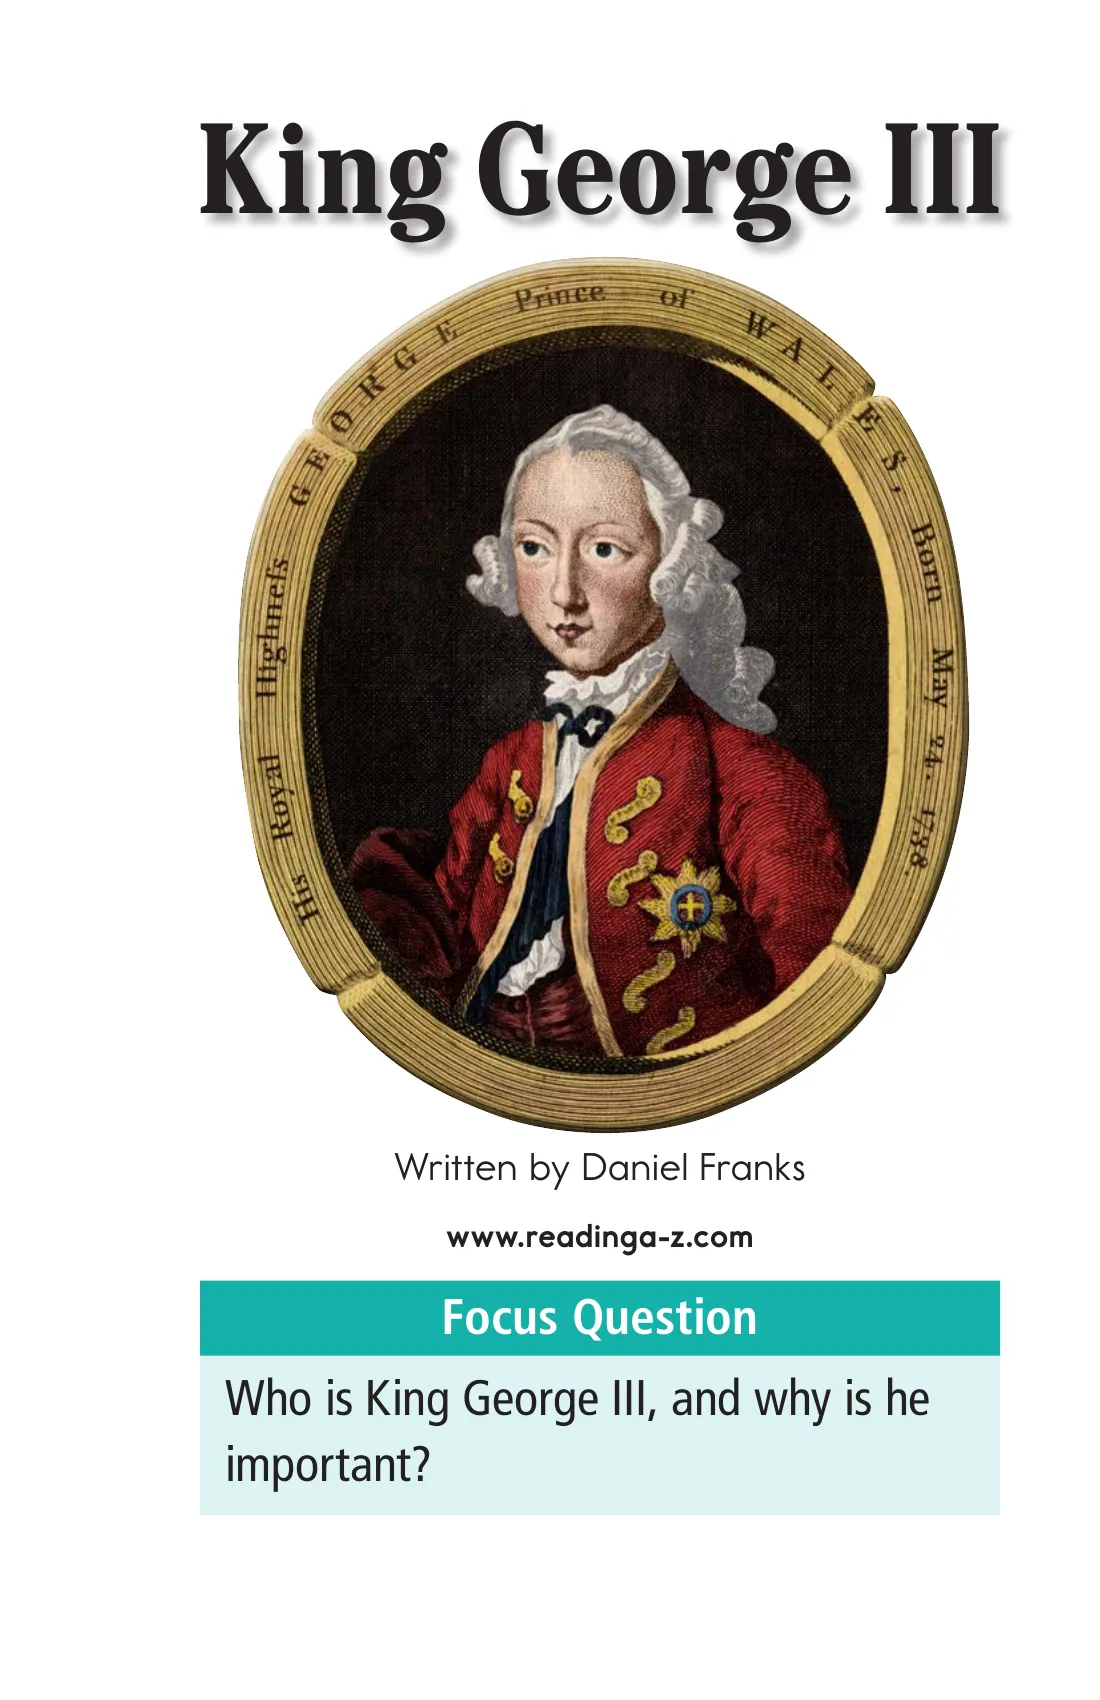 King George III
His Royal Highneſs GEORGE Prince of WALES, Born May 24. 1738.
Written by Daniel Franks
www.readinga-z.com
Focus Question
Who is King George III, and why is he
important?